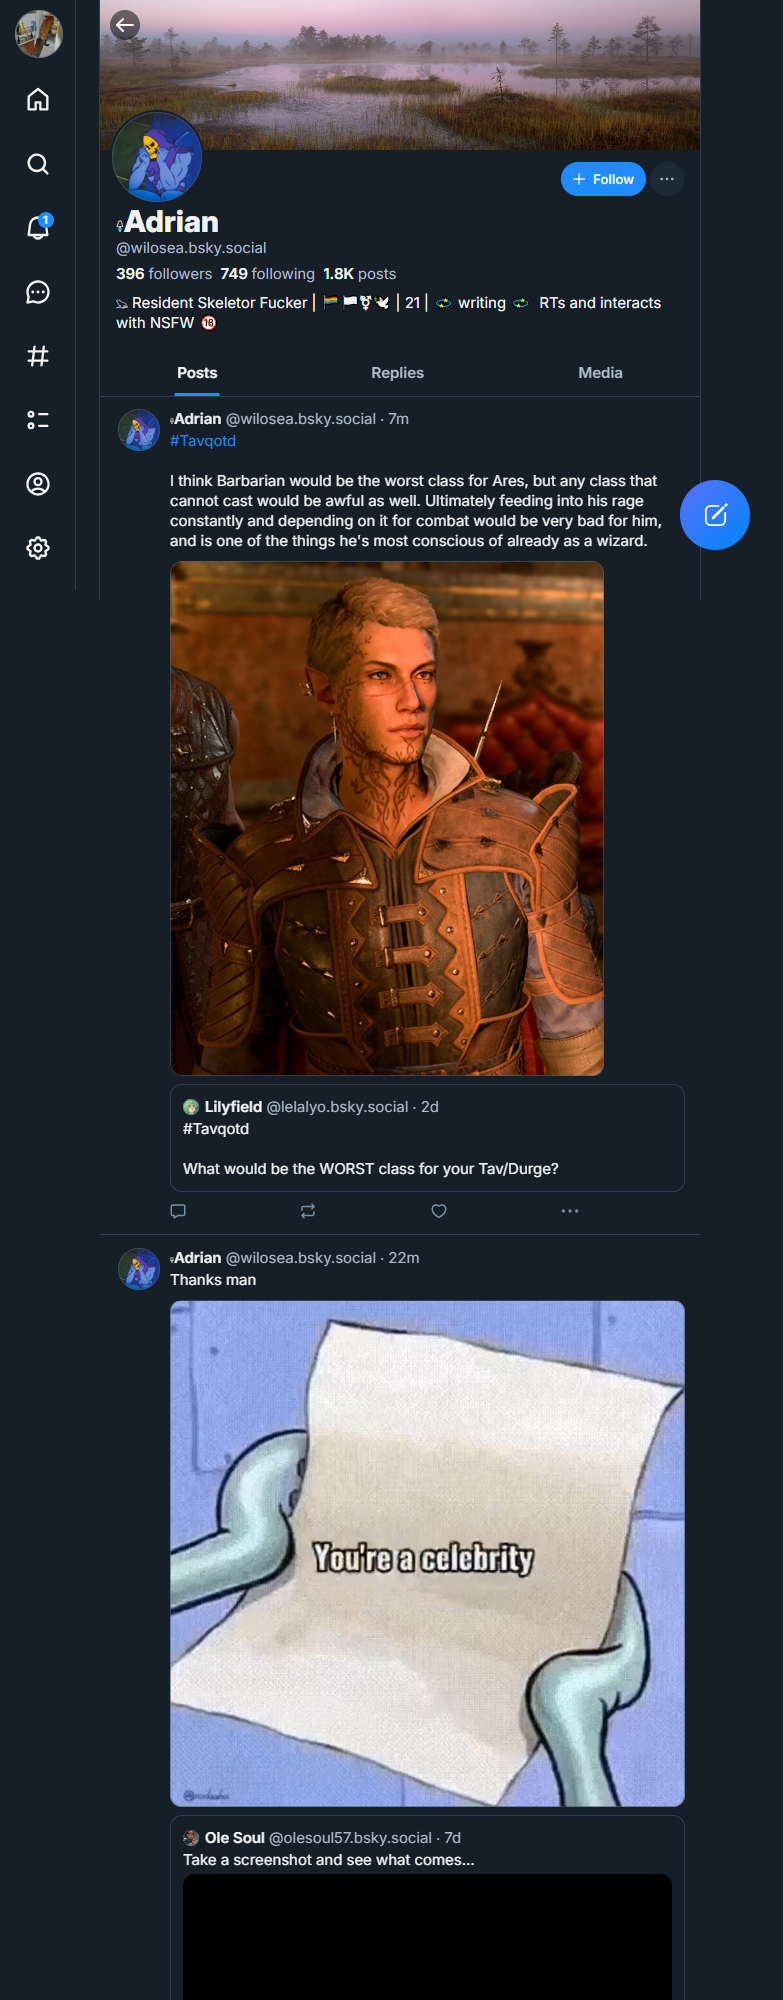 1
+ Follow
Adrian
@wilosea.bsky.social
396 followers 749 following 1.8K posts
Resident Skeletor Fucker | 🏴‍🌈🏳️⚧🕊 | 21 | 💫 writing 💫 RTs and interacts
with NSFW 🔞
Posts Replies Media
Adrian @wilosea.bsky.social · 7m
#Tavqotd
I think Barbarian would be the worst class for Ares, but any class that
cannot cast would be awful as well. Ultimately feeding into his rage
constantly and depending on it for combat would be very bad for him,
and is one of the things he's most conscious of already as a wizard.
Lilyfield @lelalyo.bsky.social · 2d
#Tavqotd
What would be the WORST class for your Tav/Durge?
Adrian @wilosea.bsky.social · 22m
Thanks man
You're a celebrity
Ole Soul @olesoul57.bsky.social · 7d
Take a screenshot and see what comes...